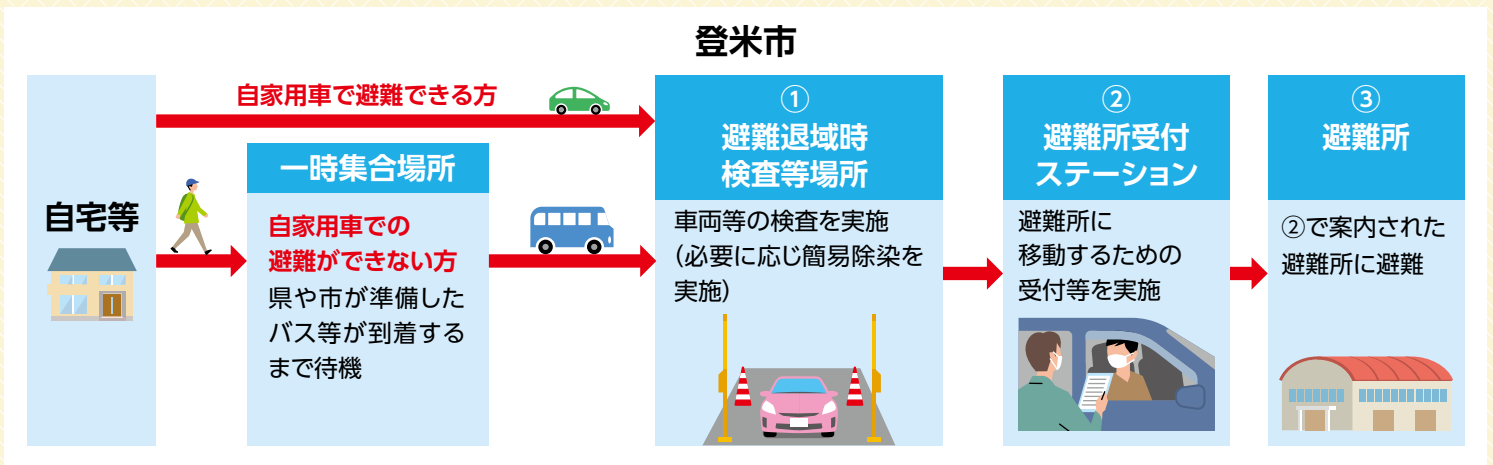 登米市
自宅等
自家用車で避難できる方
一時集合場所
自家用車での
避難ができない方
県や市が準備した
バス等が到着する
まで待機
①
避難退域時
検査等場所
車両等の検査を実施
(必要に応じ簡易除染を
実施)
②
避難所受付
ステーション
避難所に
移動するための
受付等を実施
③
避難所
②で案内された
避難所に避難